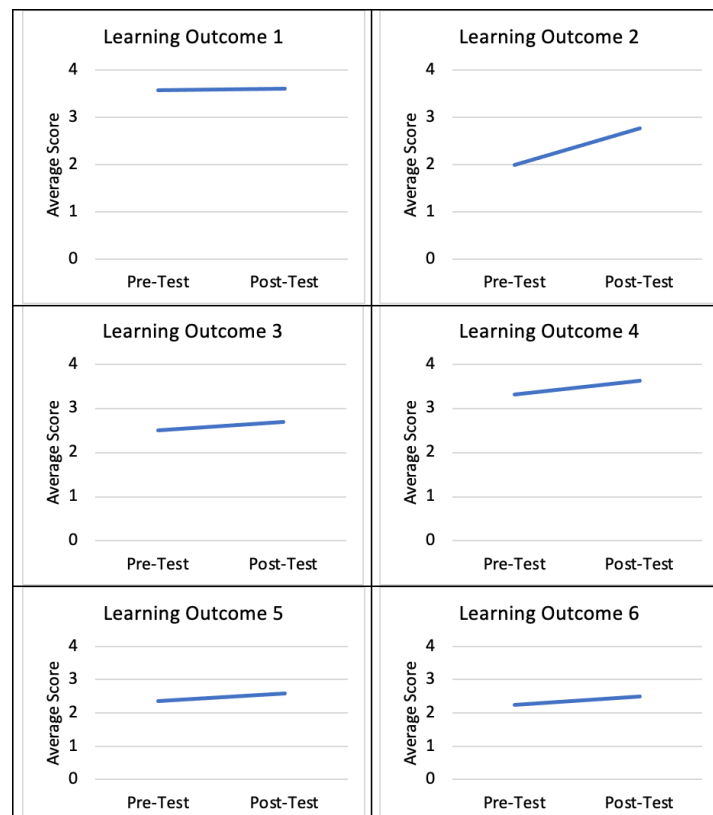 Learning Outcome 1
4
3
2
1
0
Average Score
Pre-Test Post-Test
Learning Outcome 2
4
3
2
1
0
Average Score
Pre-Test Post-Test
Learning Outcome 3
4
3
2
1
0
Average Score
Pre-Test Post-Test
Learning Outcome 4
4
3
2
1
0
Average Score
Pre-Test Post-Test
Learning Outcome 5
4
3
2
1
0
Average Score
Pre-Test Post-Test
Learning Outcome 6
4
3
2
1
0
Average Score
Pre-Test Post-Test